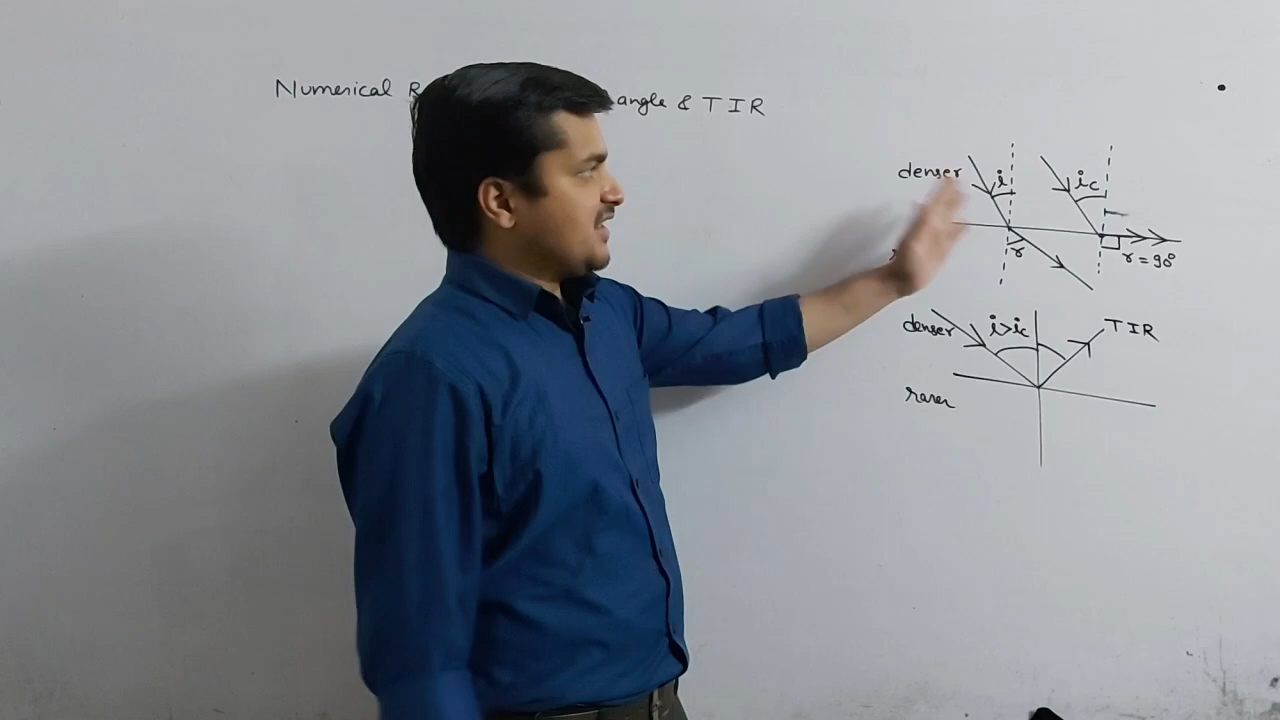 Numerical R angle & TIR
denser i ic
r r = 90°
denser i>ic TIR
rarer